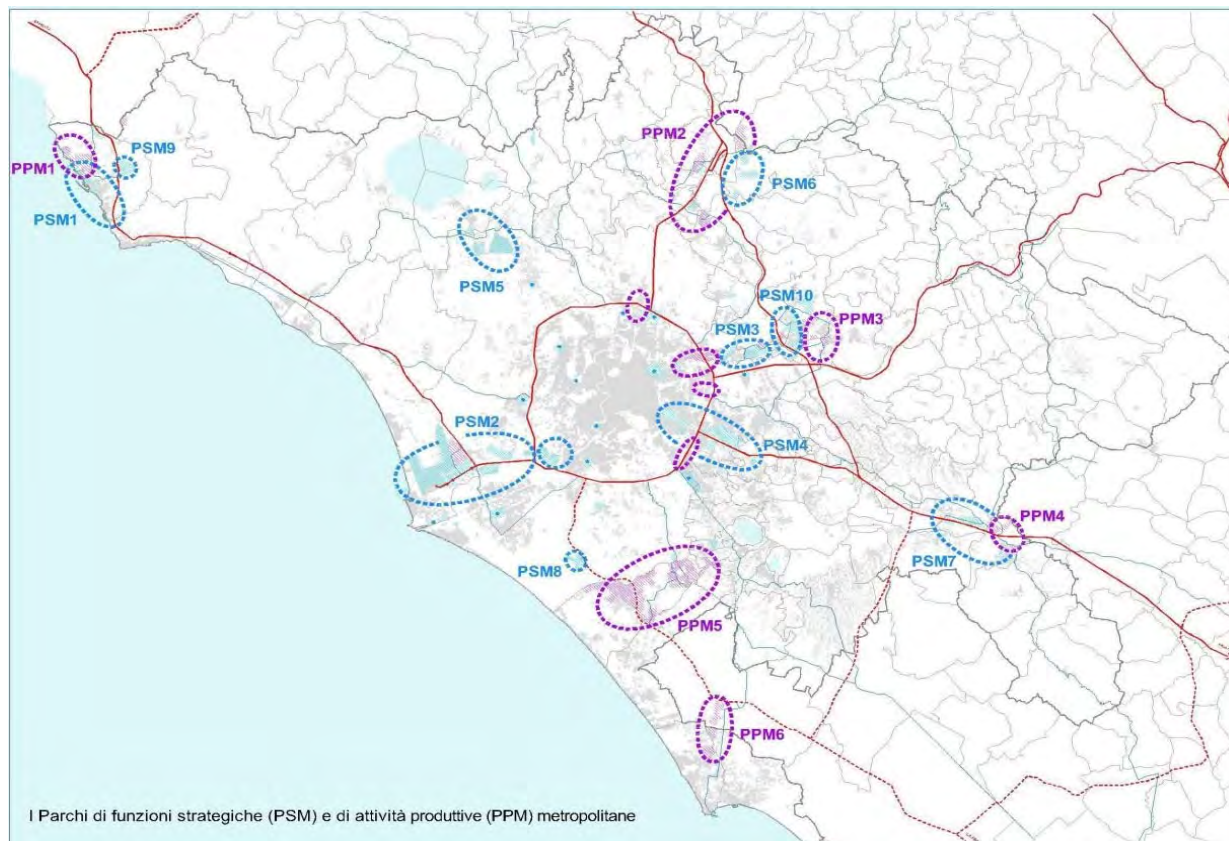 PPM2
PSM9
PPM1
PSM6
PSM1
PSM5
PSM10
PSM3
PPM3
PSM2
PSM4
PPM4
PSM7
PSM8
PPM5
PPM6
I Parchi di funzioni strategiche (PSM) e di attività produttive (PPM) metropolitane